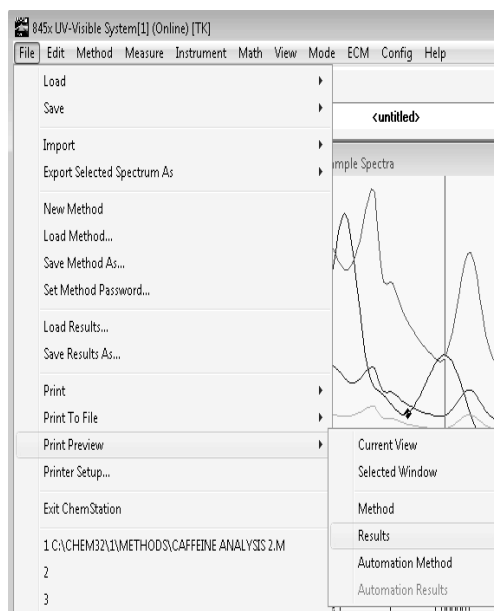 845x UV-Visible System[1] (Online) [TK]
File Edit Method Measure Instrument Math View Mode ECM Config Help
Load
Save
<untitled>
Import
Export Selected Spectrum As
mple Spectra
New Method
Load Method...
Save Method As...
Set Method Password...
Load Results...
Save Results As...
Print
Print To File
Print Preview
Current View
Printer Setup...
Selected Window
Exit ChemStation
Method
Results
1 C:\CHEM32\1\METHODS\CAFFEINE ANALYSIS 2.M
Automation Method
2
Automation Results
3